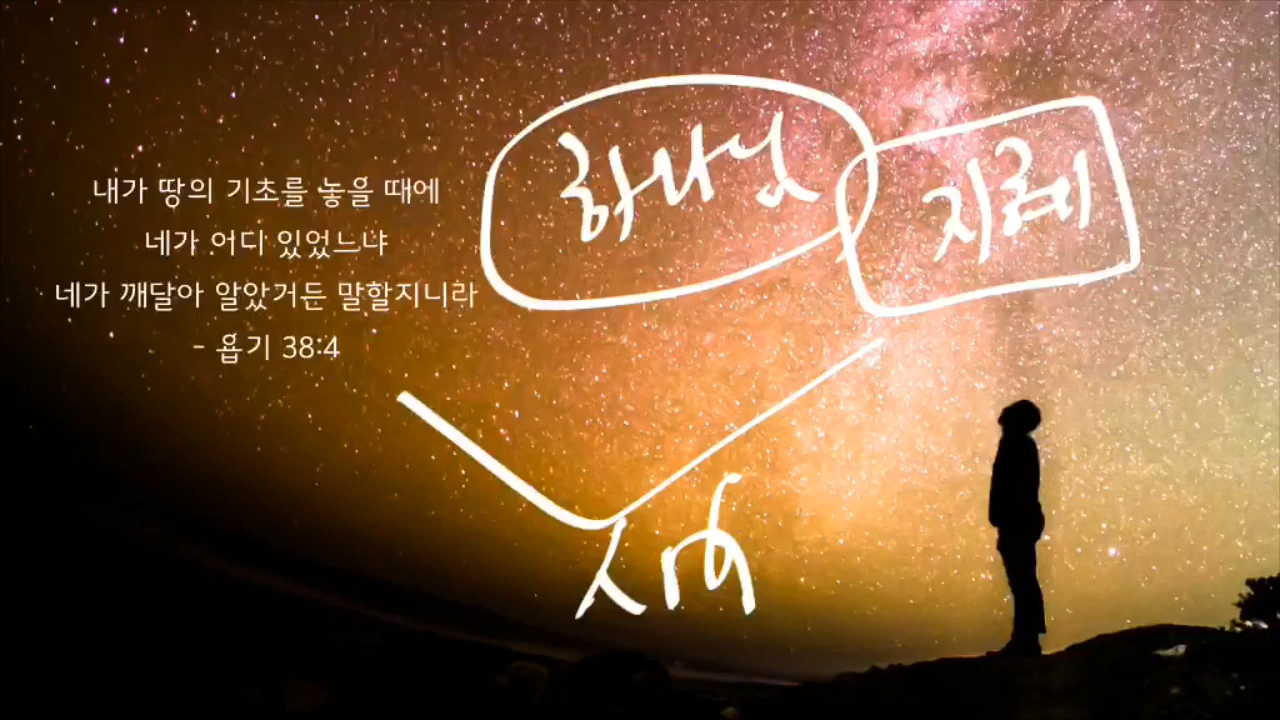 내가 땅의 기초를 놓을 때에
네가 어디 있었느냐
네가 깨달아 알았거든 말할지니라
- 욥기 38:4
하나님
지혜